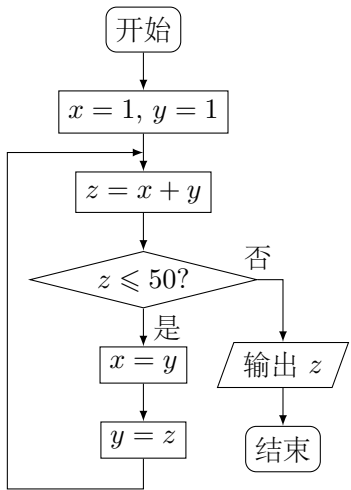 开始
x = 1, y = 1
z = x + y
z ⩽ 50?
否
是
x = y
输出 z
y = z
结束